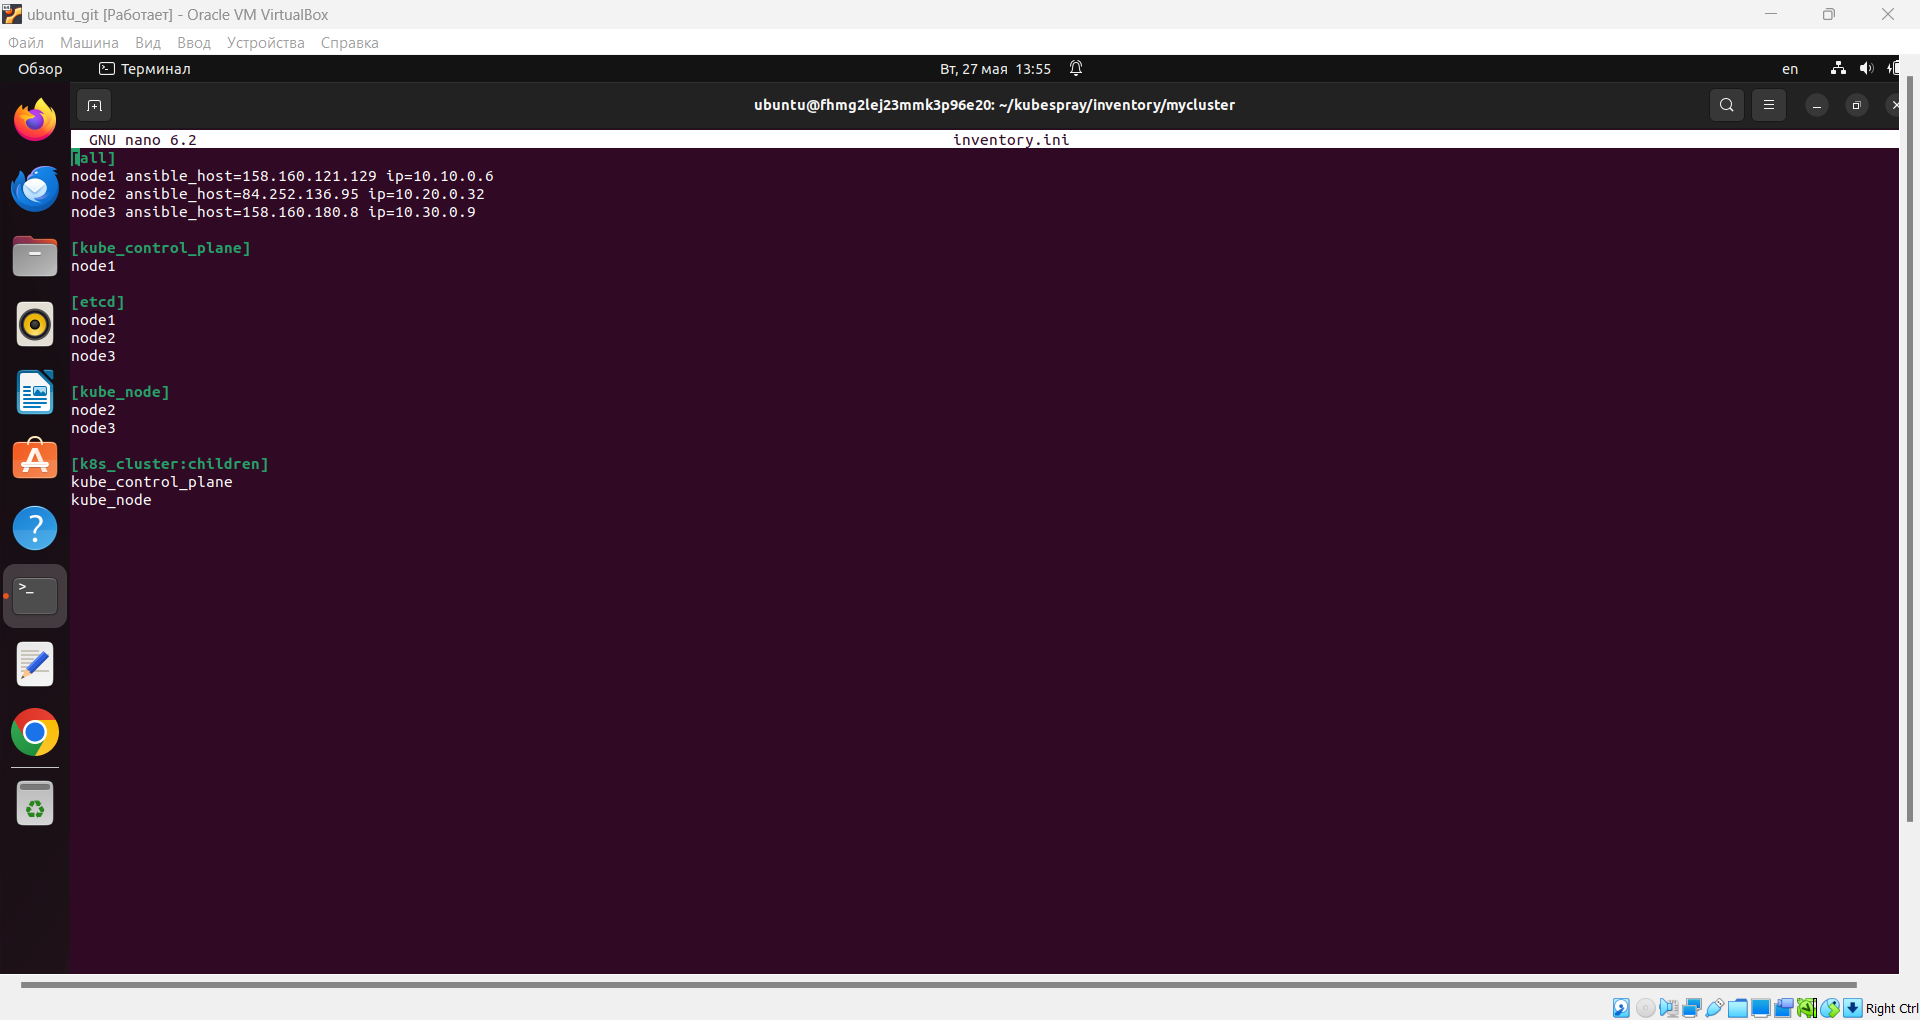 ubuntu_git [Работает] - Oracle VM VirtualBox
Файл Машина Вид Ввод Устройства Справка
Обзор Терминал Вт, 27 мая 13:55 en
ubuntu@fhmg2lej23mmk3p96e20: ~/kubespray/inventory/mycluster
GNU nano 6.2 inventory.ini
[all]
node1 ansible_host=158.160.121.129 ip=10.10.0.6
node2 ansible_host=84.252.136.95 ip=10.20.0.32
node3 ansible_host=158.160.180.8 ip=10.30.0.9
[kube_control_plane]
node1
[etcd]
node1
node2
node3
[kube_node]
node2
node3
[k8s_cluster:children]
kube_control_plane
kube_node
Right Ctrl